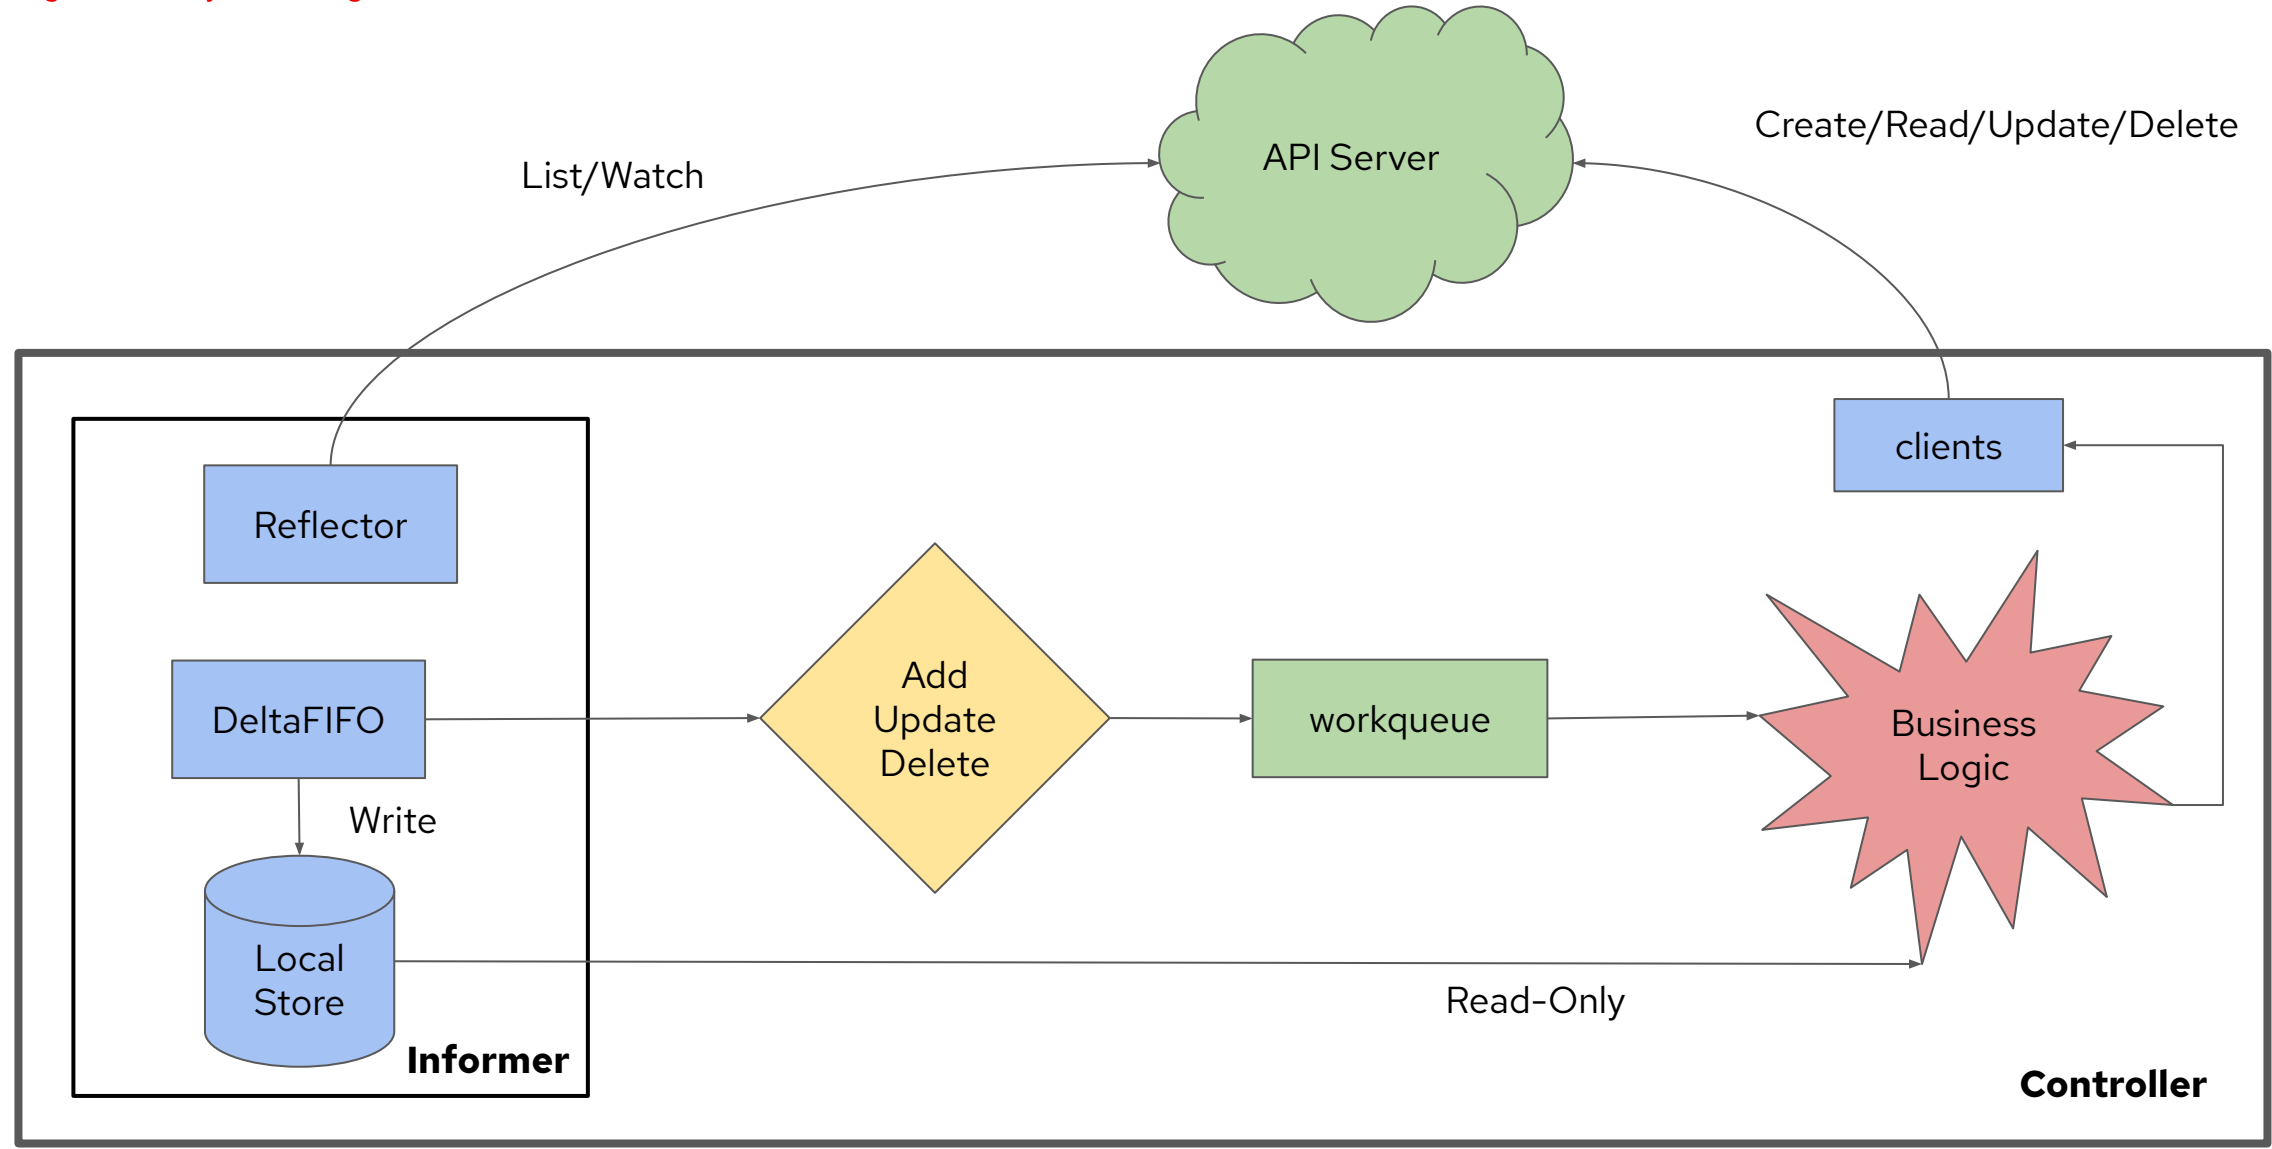 API Server
Create/Read/Update/Delete
List/Watch
clients
Reflector
Add
Update
Delete
DeltaFIFO
workqueue
Business
Logic
Write
Local
Store
Read-Only
Informer
Controller